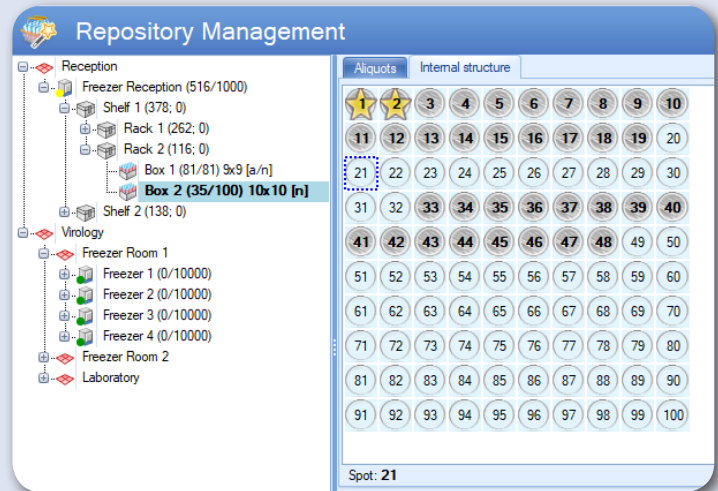 Repository Management
Reception
Freezer Reception (516/1000)
Shelf 1 (378; 0)
Rack 1 (262; 0)
Rack 2 (116; 0)
Box 1 (81/81) 9x9 [a/n]
Box 2 (35/100) 10x10 [n]
Shelf 2 (138; 0)
Virology
Freezer Room 1
Freezer 1 (0/10000)
Freezer 2 (0/10000)
Freezer 3 (0/10000)
Freezer 4 (0/10000)
Freezer Room 2
Laboratory
Aliquots Internal structure
1 2 3 4 5 6 7 8 9 10
11 12 13 14 15 16 17 18 19 20
21 22 23 24 25 26 27 28 29 30
31 32 33 34 35 36 37 38 39 40
41 42 43 44 45 46 47 48 49 50
51 52 53 54 55 56 57 58 59 60
61 62 63 64 65 66 67 68 69 70
71 72 73 74 75 76 77 78 79 80
81 82 83 84 85 86 87 88 89 90
91 92 93 94 95 96 97 98 99 100
Spot: 21